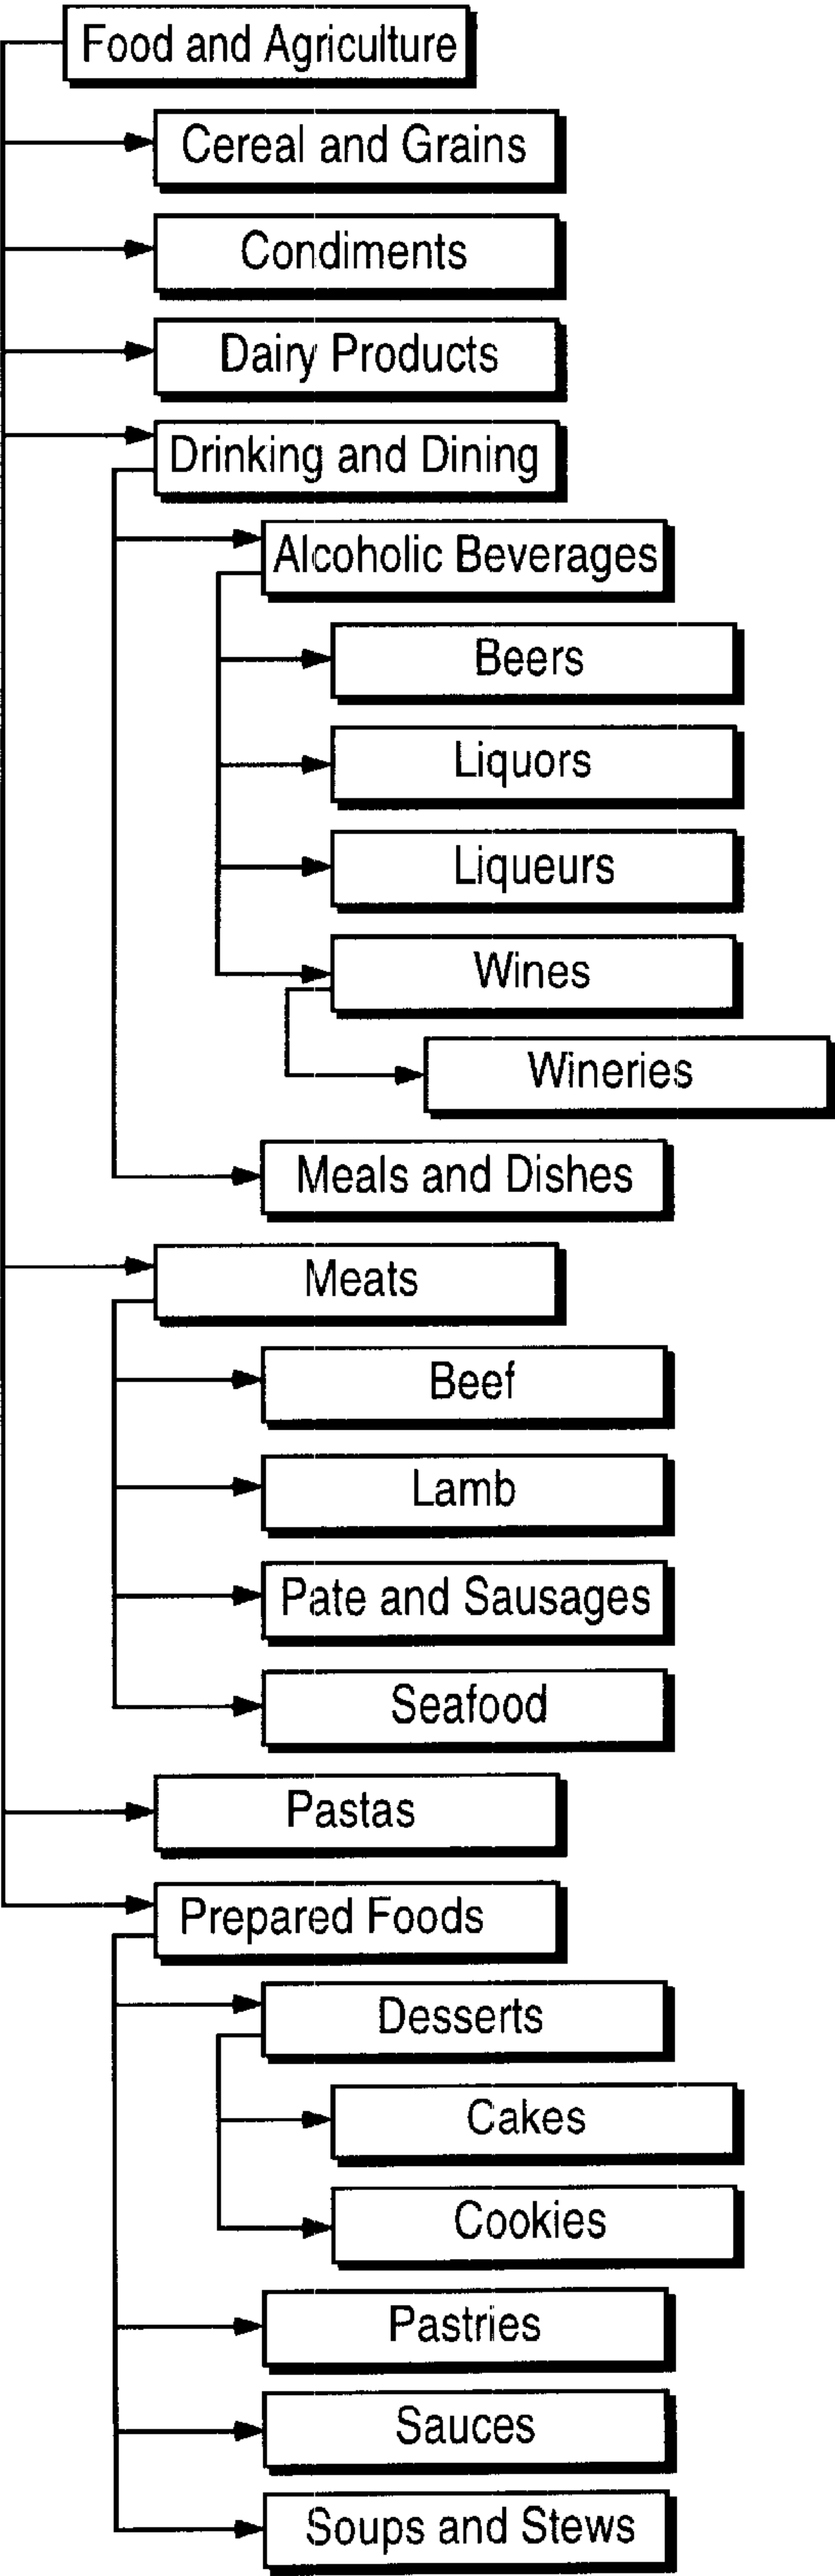 Food and Agriculture
Cereal and Grains
Condiments
Dairy Products
Drinking and Dining
Alcoholic Beverages
Beers
Liquors
Liqueurs
Wines
Wineries
Meals and Dishes
Meats
Beef
Lamb
Pate and Sausages
Seafood
Pastas
Prepared Foods
Desserts
Cakes
Cookies
Pastries
Sauces
Soups and Stews